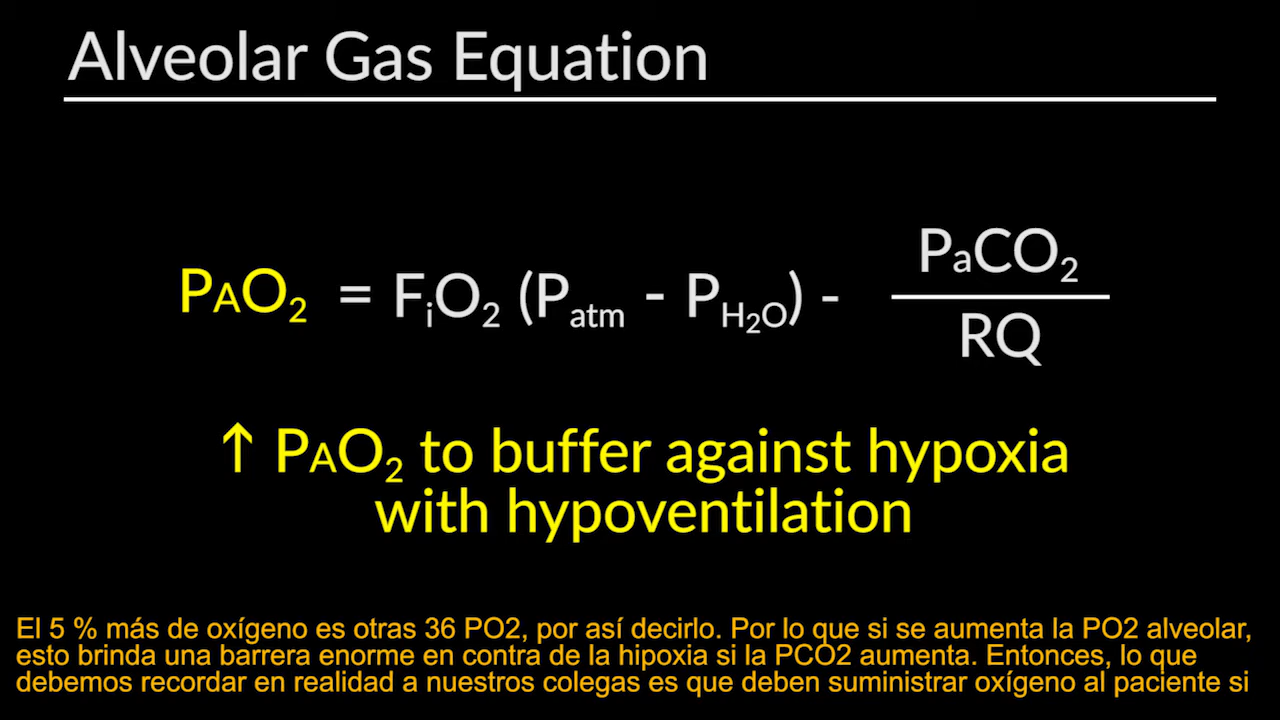 Alveolar Gas Equation
PAO₂ = FᵢO₂ (Patm - PH₂O) - PaCO₂ / RQ
↑ PAO₂ to buffer against hypoxia
with hypoventilation
El 5 % más de oxígeno es otras 36 PO2, por así decirlo. Por lo que si se aumenta la PO2 alveolar,
esto brinda una barrera enorme en contra de la hipoxia si la PCO2 aumenta. Entonces, lo que
debemos recordar en realidad a nuestros colegas es que deben suministrar oxígeno al paciente si